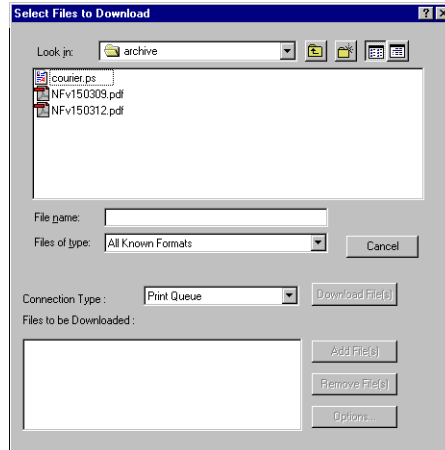 Select Files to Download
Look in: archive
courier.ps
NFv150309.pdf
NFv150312.pdf
File name:
Files of type: All Known Formats Cancel
Connection Type : Print Queue Download File(s)
Files to be Downloaded :
Add File(s)
Remove File(s)
Options...